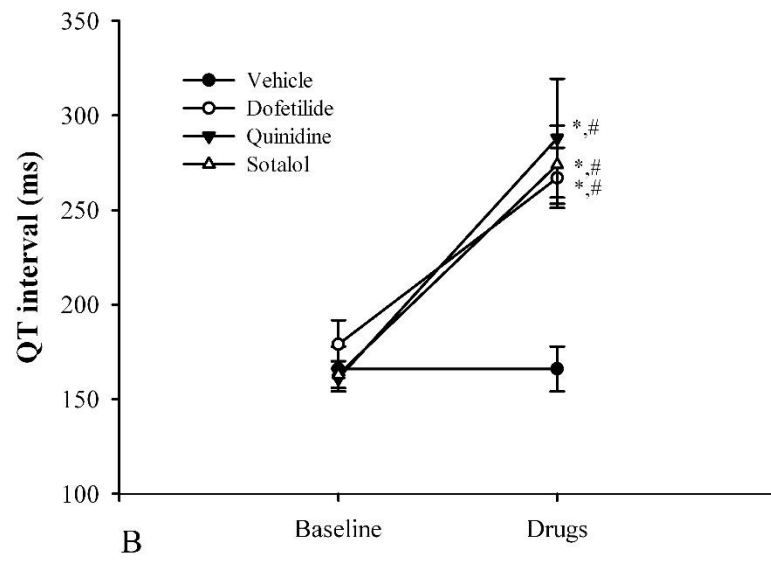 350
300
250
200
150
100
QT interval (ms)
Vehicle
Dofetilide
Quinidine
Sotalol
*,#
*,#
*,#
Baseline
Drugs
B